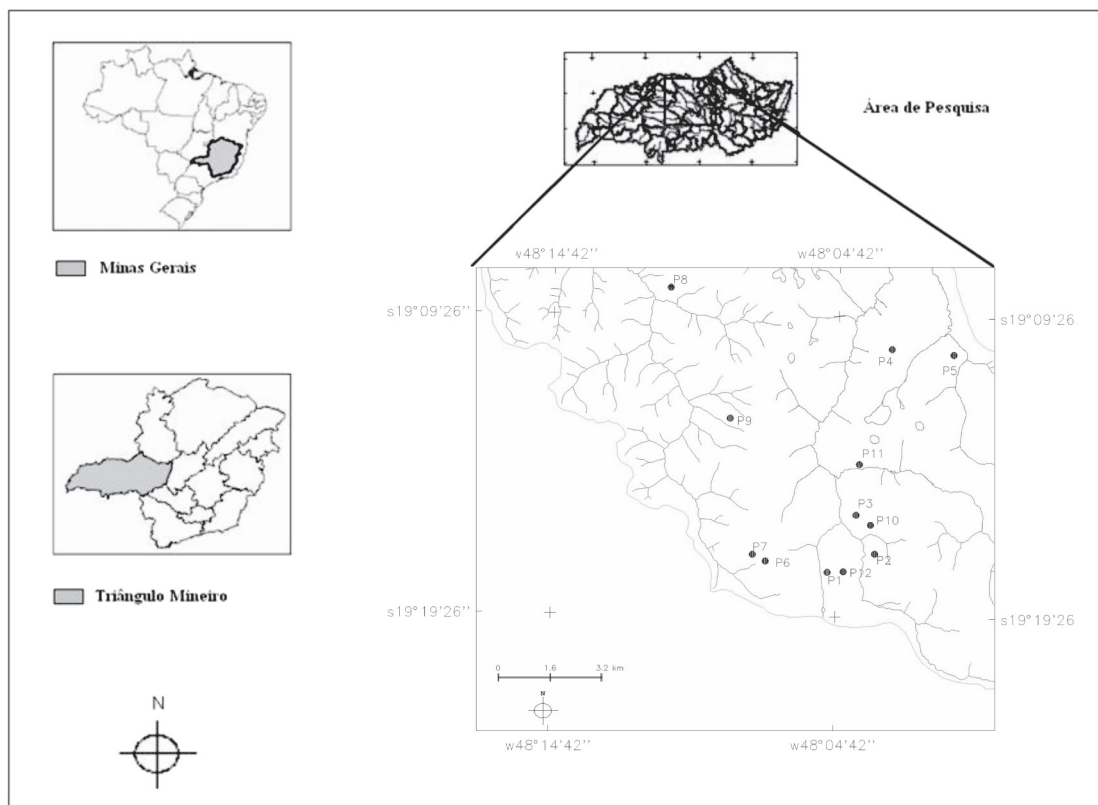 Minas Gerais
Triângulo Mineiro
N
Área de Pesquisa
w48°14'42''
w48°04'42''
s19°09'26''
s19°09'26
P8
P4
P5
P9
P11
P3
P10
P7
P6
P2
P1
P12
s19°19'26''
s19°19'26
0 1.6 3.2 km
N
w48°14'42''
w48°04'42''